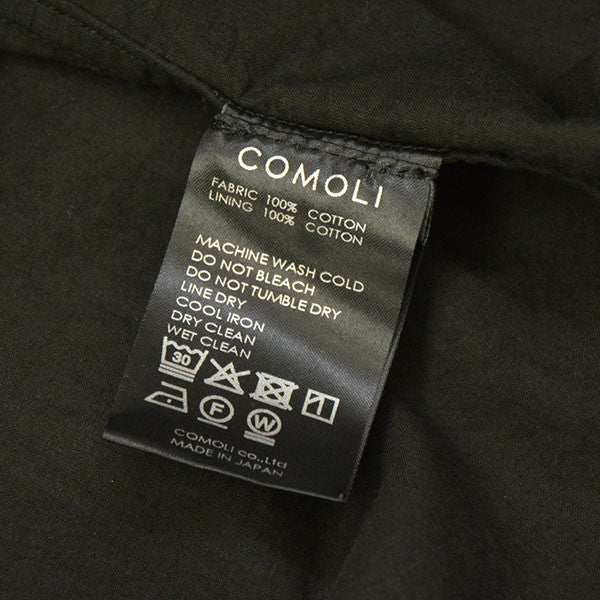 COMOLI
FABRIC 100% COTTON
LINING 100% COTTON
MACHINE WASH COLD
DO NOT BLEACH
DO NOT TUMBLE DRY
LINE DRY
COOL IRON
DRY CLEAN
WET CLEAN
30
F W
COMOLI co.,Ltd
MADE IN JAPAN